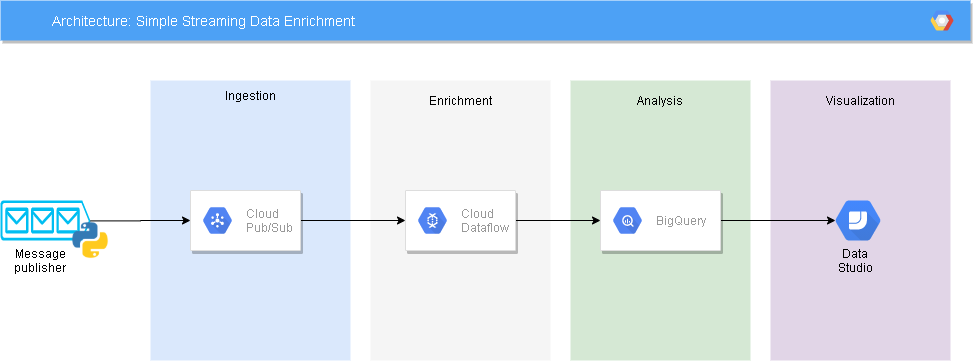 Architecture: Simple Streaming Data Enrichment
Ingestion
Enrichment
Analysis
Visualization
Message
publisher
Cloud
Pub/Sub
Cloud
Dataflow
BigQuery
Data
Studio